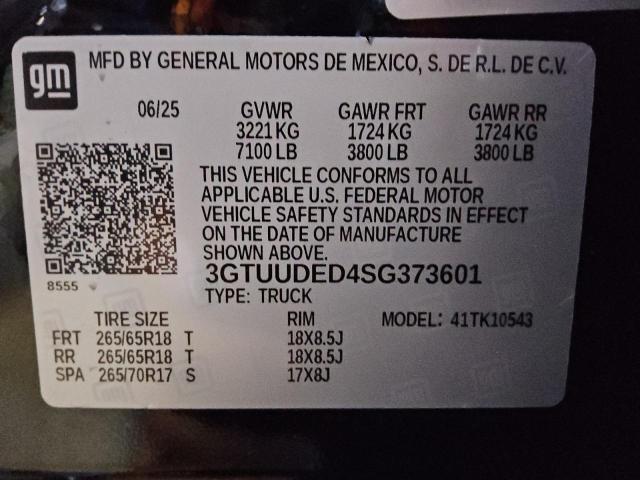 gm
MFD BY GENERAL MOTORS DE MEXICO, S. DE R.L. DE C.V.
06/25 GVWR GAWR FRT GAWR RR
3221 KG 1724 KG 1724 KG
7100 LB 3800 LB 3800 LB
THIS VEHICLE CONFORMS TO ALL
APPLICABLE U.S. FEDERAL MOTOR
VEHICLE SAFETY STANDARDS IN EFFECT
ON THE DATE OF MANUFACTURE
SHOWN ABOVE.
3GTUUDED4SG373601
8555
TYPE: TRUCK
TIRE SIZE RIM MODEL: 41TK10543
FRT 265/65R18 T 18X8.5J
RR 265/65R18 T 18X8.5J
SPA 265/70R17 S 17X8J